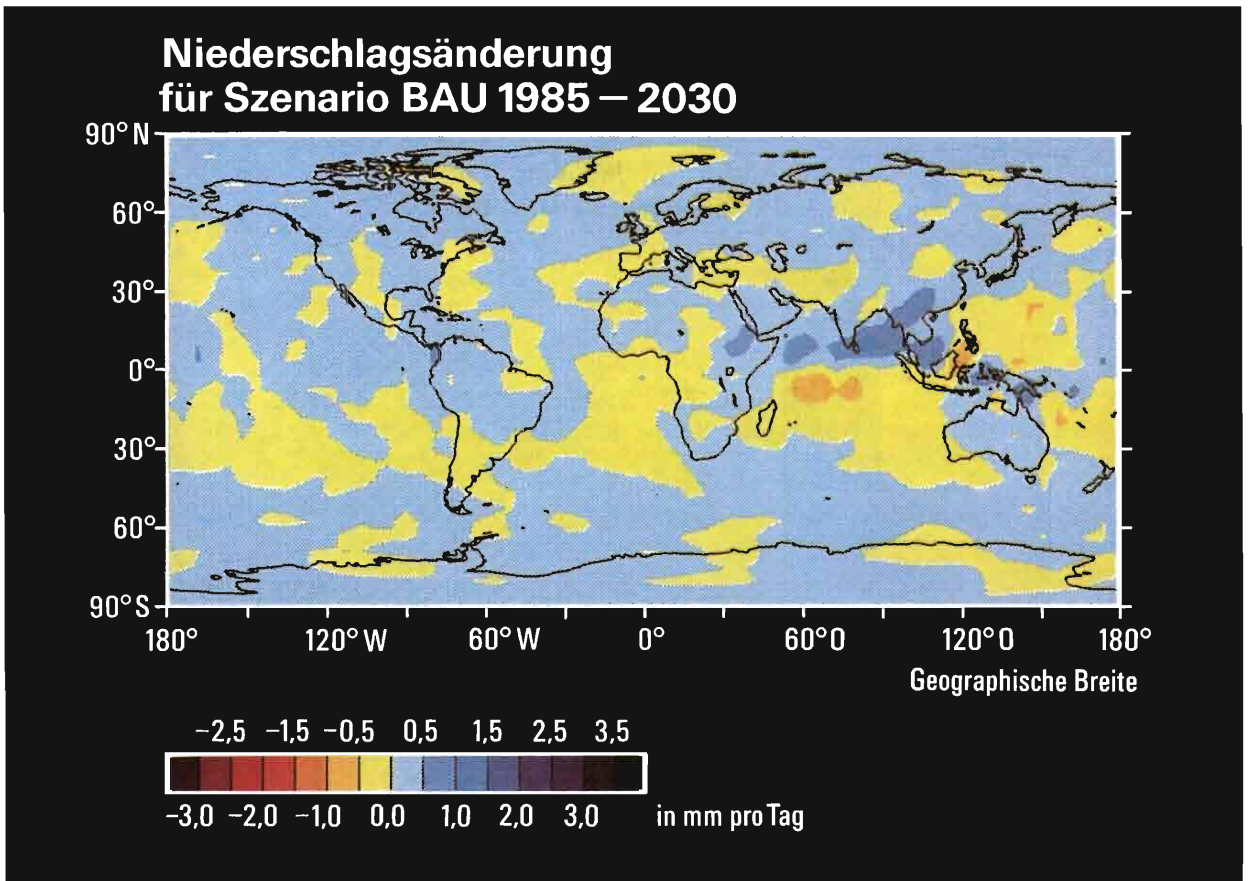 Niederschlagsänderung
für Szenario BAU 1985 – 2030
90° N
60°
30°
0°
30°
60°
90° S
180° 120° W 60° W 0° 60° O 120° O 180°
Geographische Breite
–2,5 –1,5 –0,5 0,5 1,5 2,5 3,5
–3,0 –2,0 –1,0 0,0 1,0 2,0 3,0 in mm pro Tag